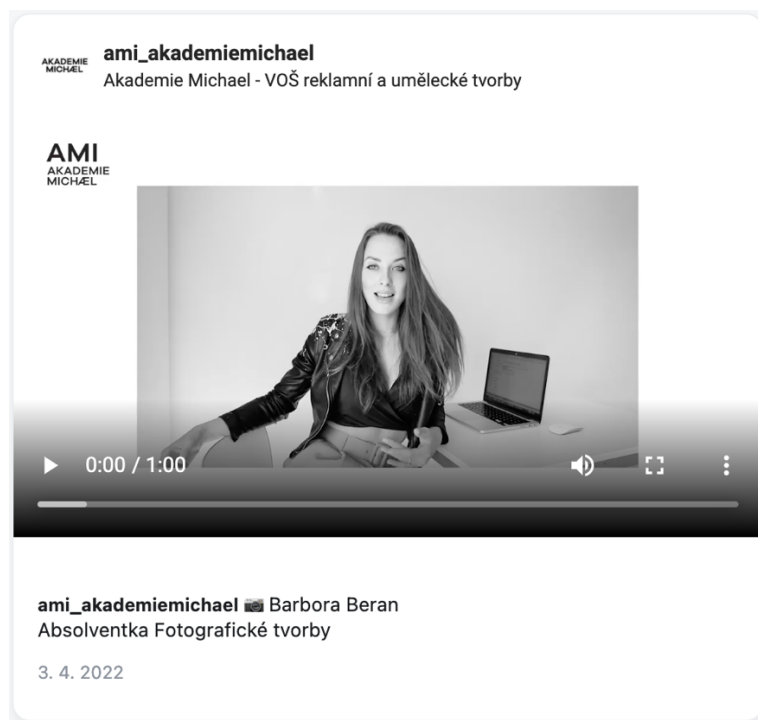 AKADEMIE
MICHÆL
ami_akademiemichael
Akademie Michael - VOŠ reklamní a umělecké tvorby
AMI
AKADEMIE
MICHÆL
0:00 / 1:00
ami_akademiemichael 📷 Barbora Beran
Absolventka Fotografické tvorby
3. 4. 2022